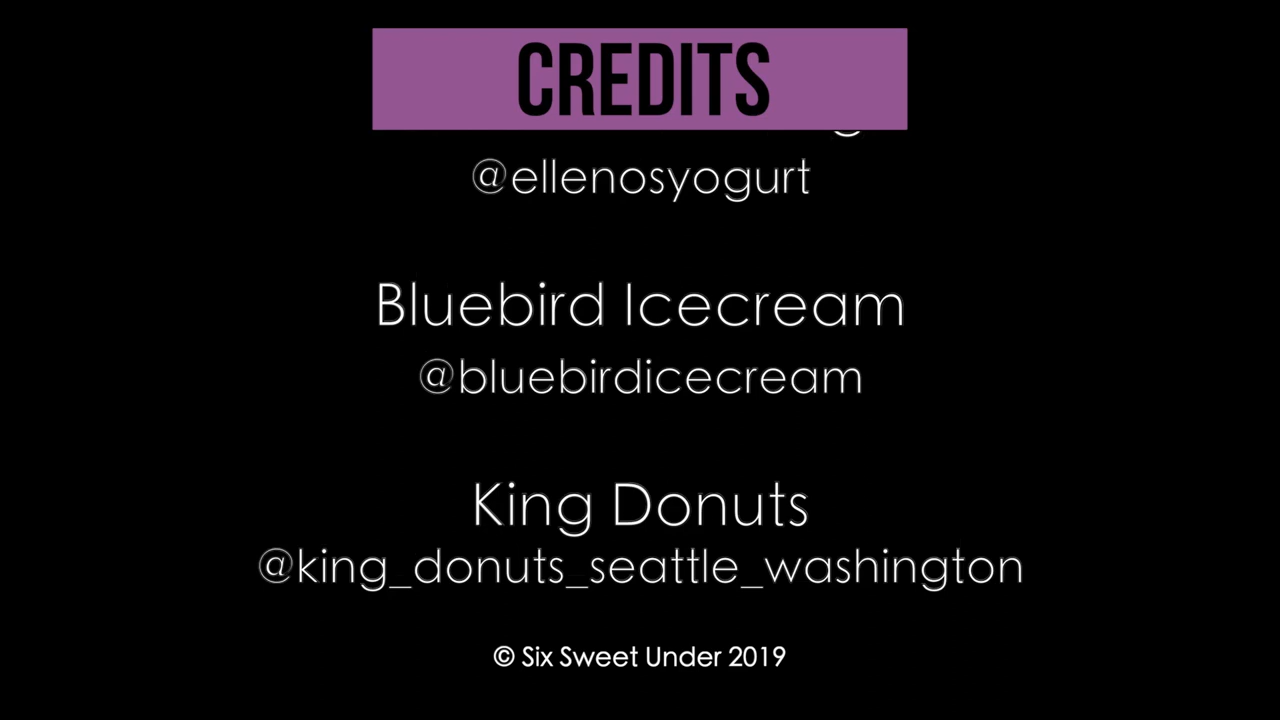 CREDITS
@ellenosyogurt
Bluebird Icecream
@bluebirdicecream
King Donuts
@king_donuts_seattle_washington
© Six Sweet Under 2019